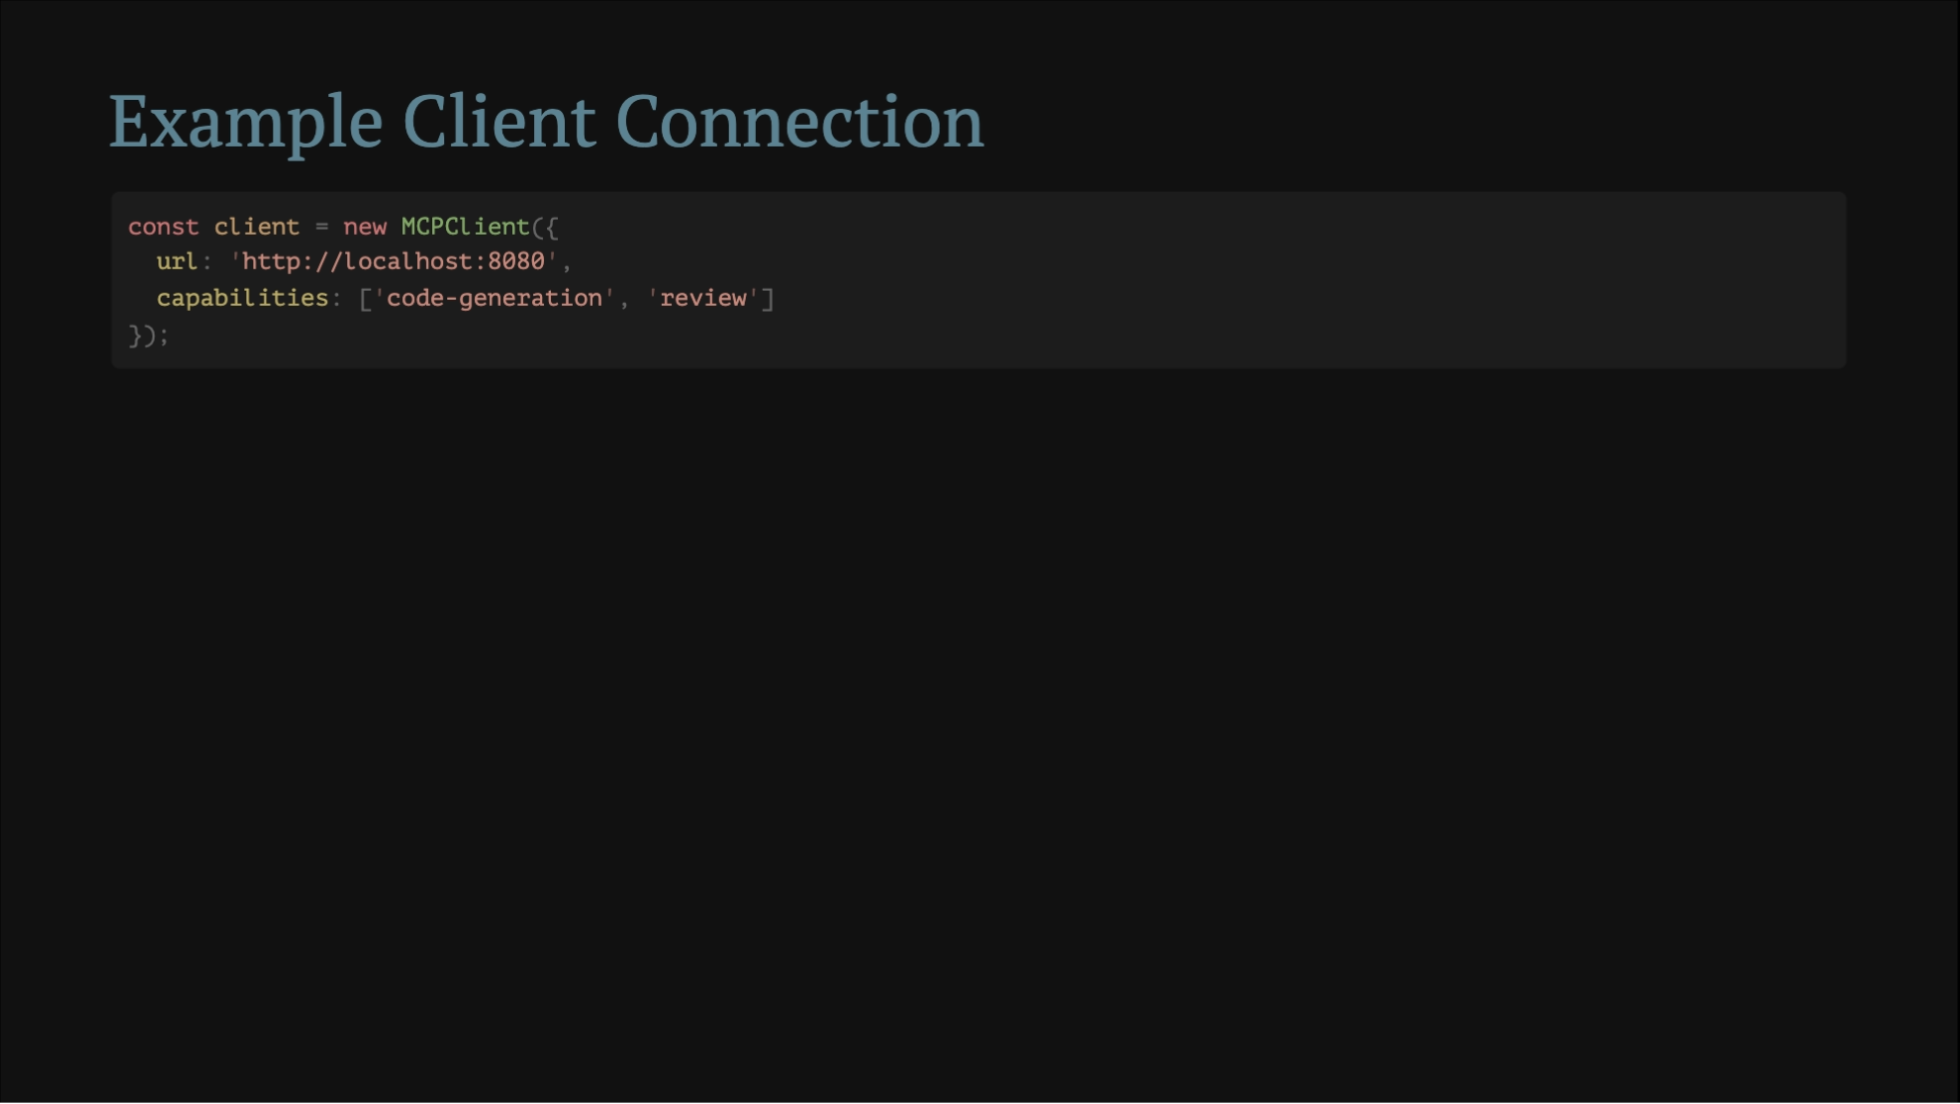 Example Client Connection
const client = new MCPClient({
  url: 'http://localhost:8080',
  capabilities: ['code-generation', 'review']
});